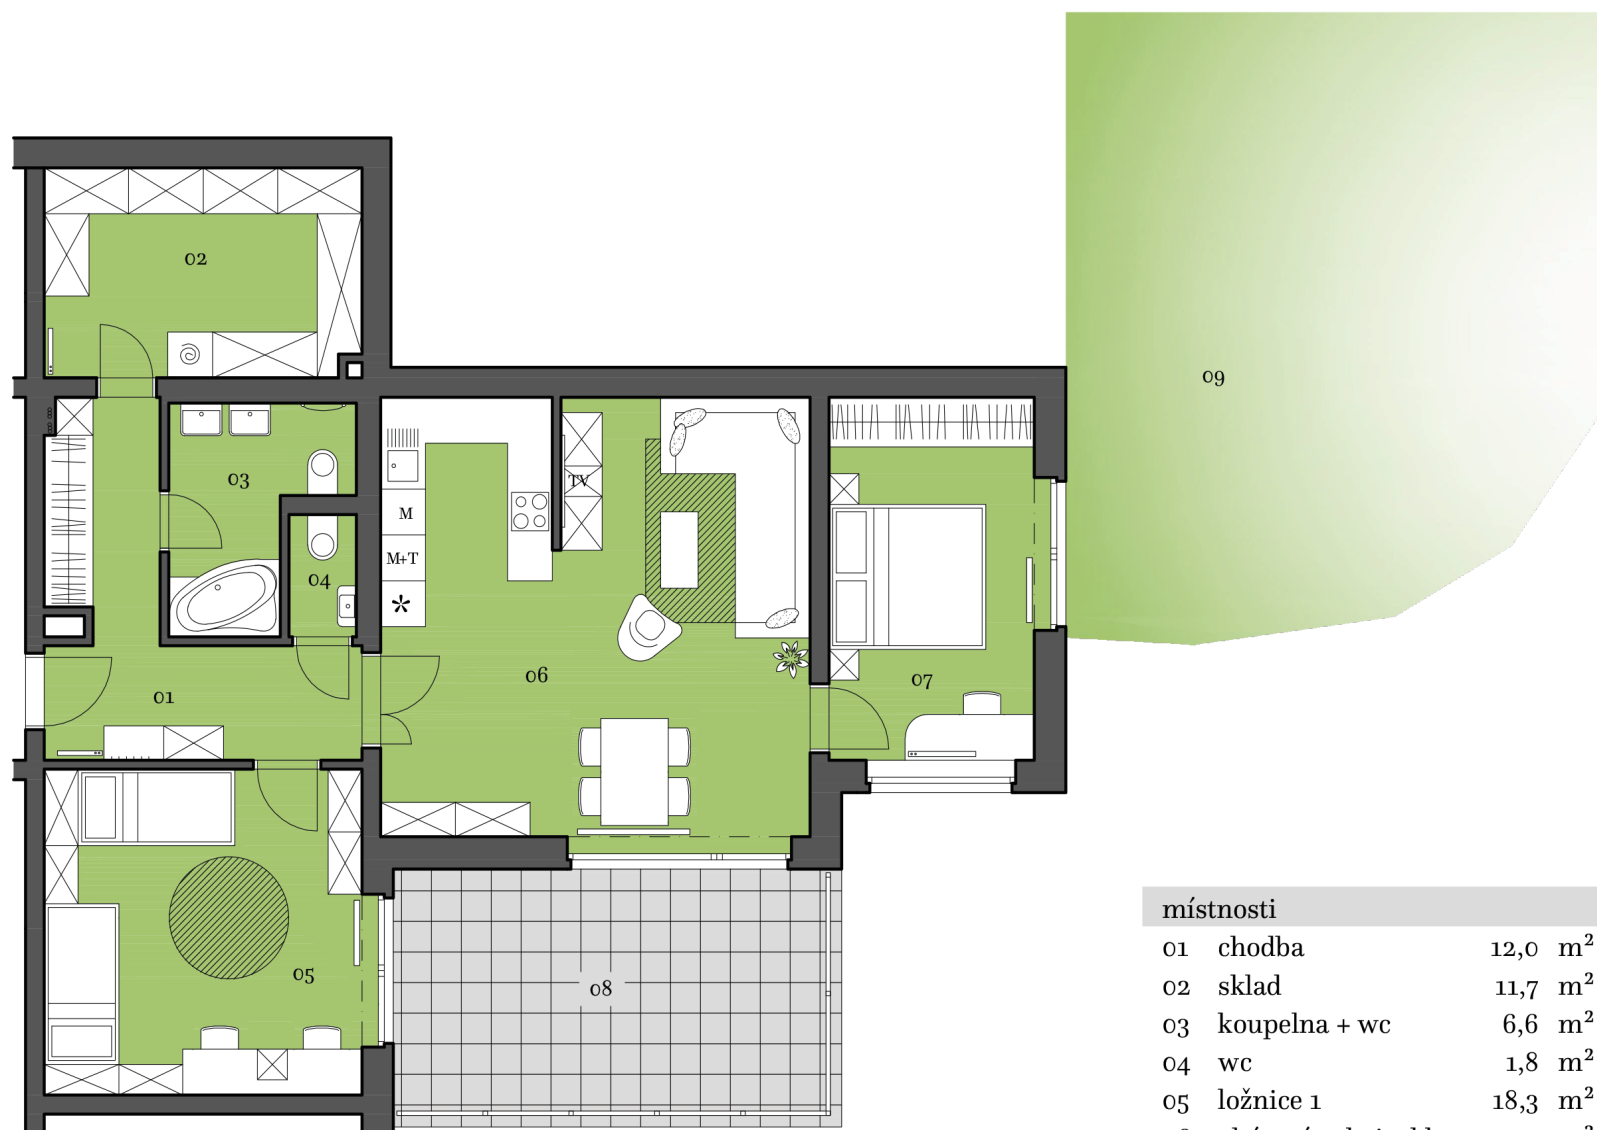 02
09
03
TV
M
M+T
04
06
07
01
05
08
místnosti
01 chodba 12,0 m²
02 sklad 11,7 m²
03 koupelna + wc 6,6 m²
04 wc 1,8 m²
05 ložnice 1 18,3 m²